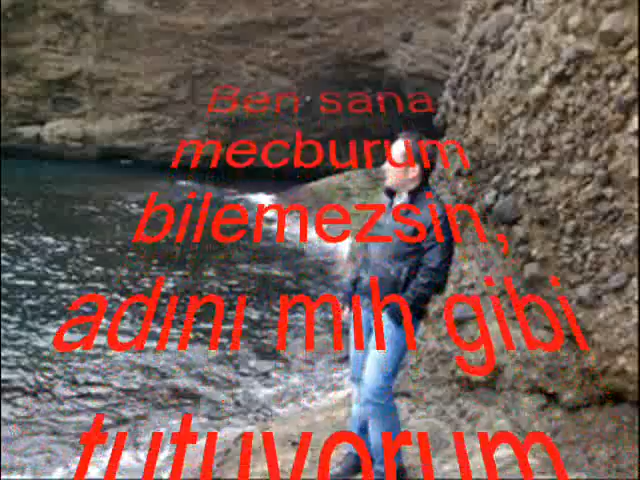 Ben sana
mecburum
bilemezsin,
adını mıh gibi
tutuyorum